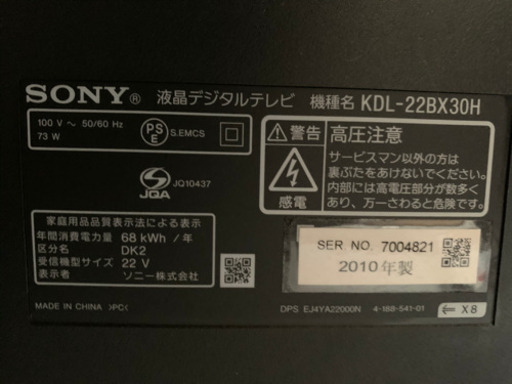 SONY® 液晶デジタルテレビ 機種名 KDL-22BX30H
100 V ～ 50/60 Hz
73 W
PS
E
S.EMCS
JQA
JQ10437
家庭用品品質表示法による表示
年間消費電力量 68 kWh / 年
区分名 DK2
受信機型サイズ 22 V
表示者 ソニー株式会社
MADE IN CHINA >PC<
警告
感電
高圧注意
サービスマン以外の方は
裏ぶたをあけないでください。
内部には高電圧部分が数多く
あり、万一さわると危険です。
SER. NO. 7004821
2010年製
DPS EJ4YA22000N 4-188-541-01
X8